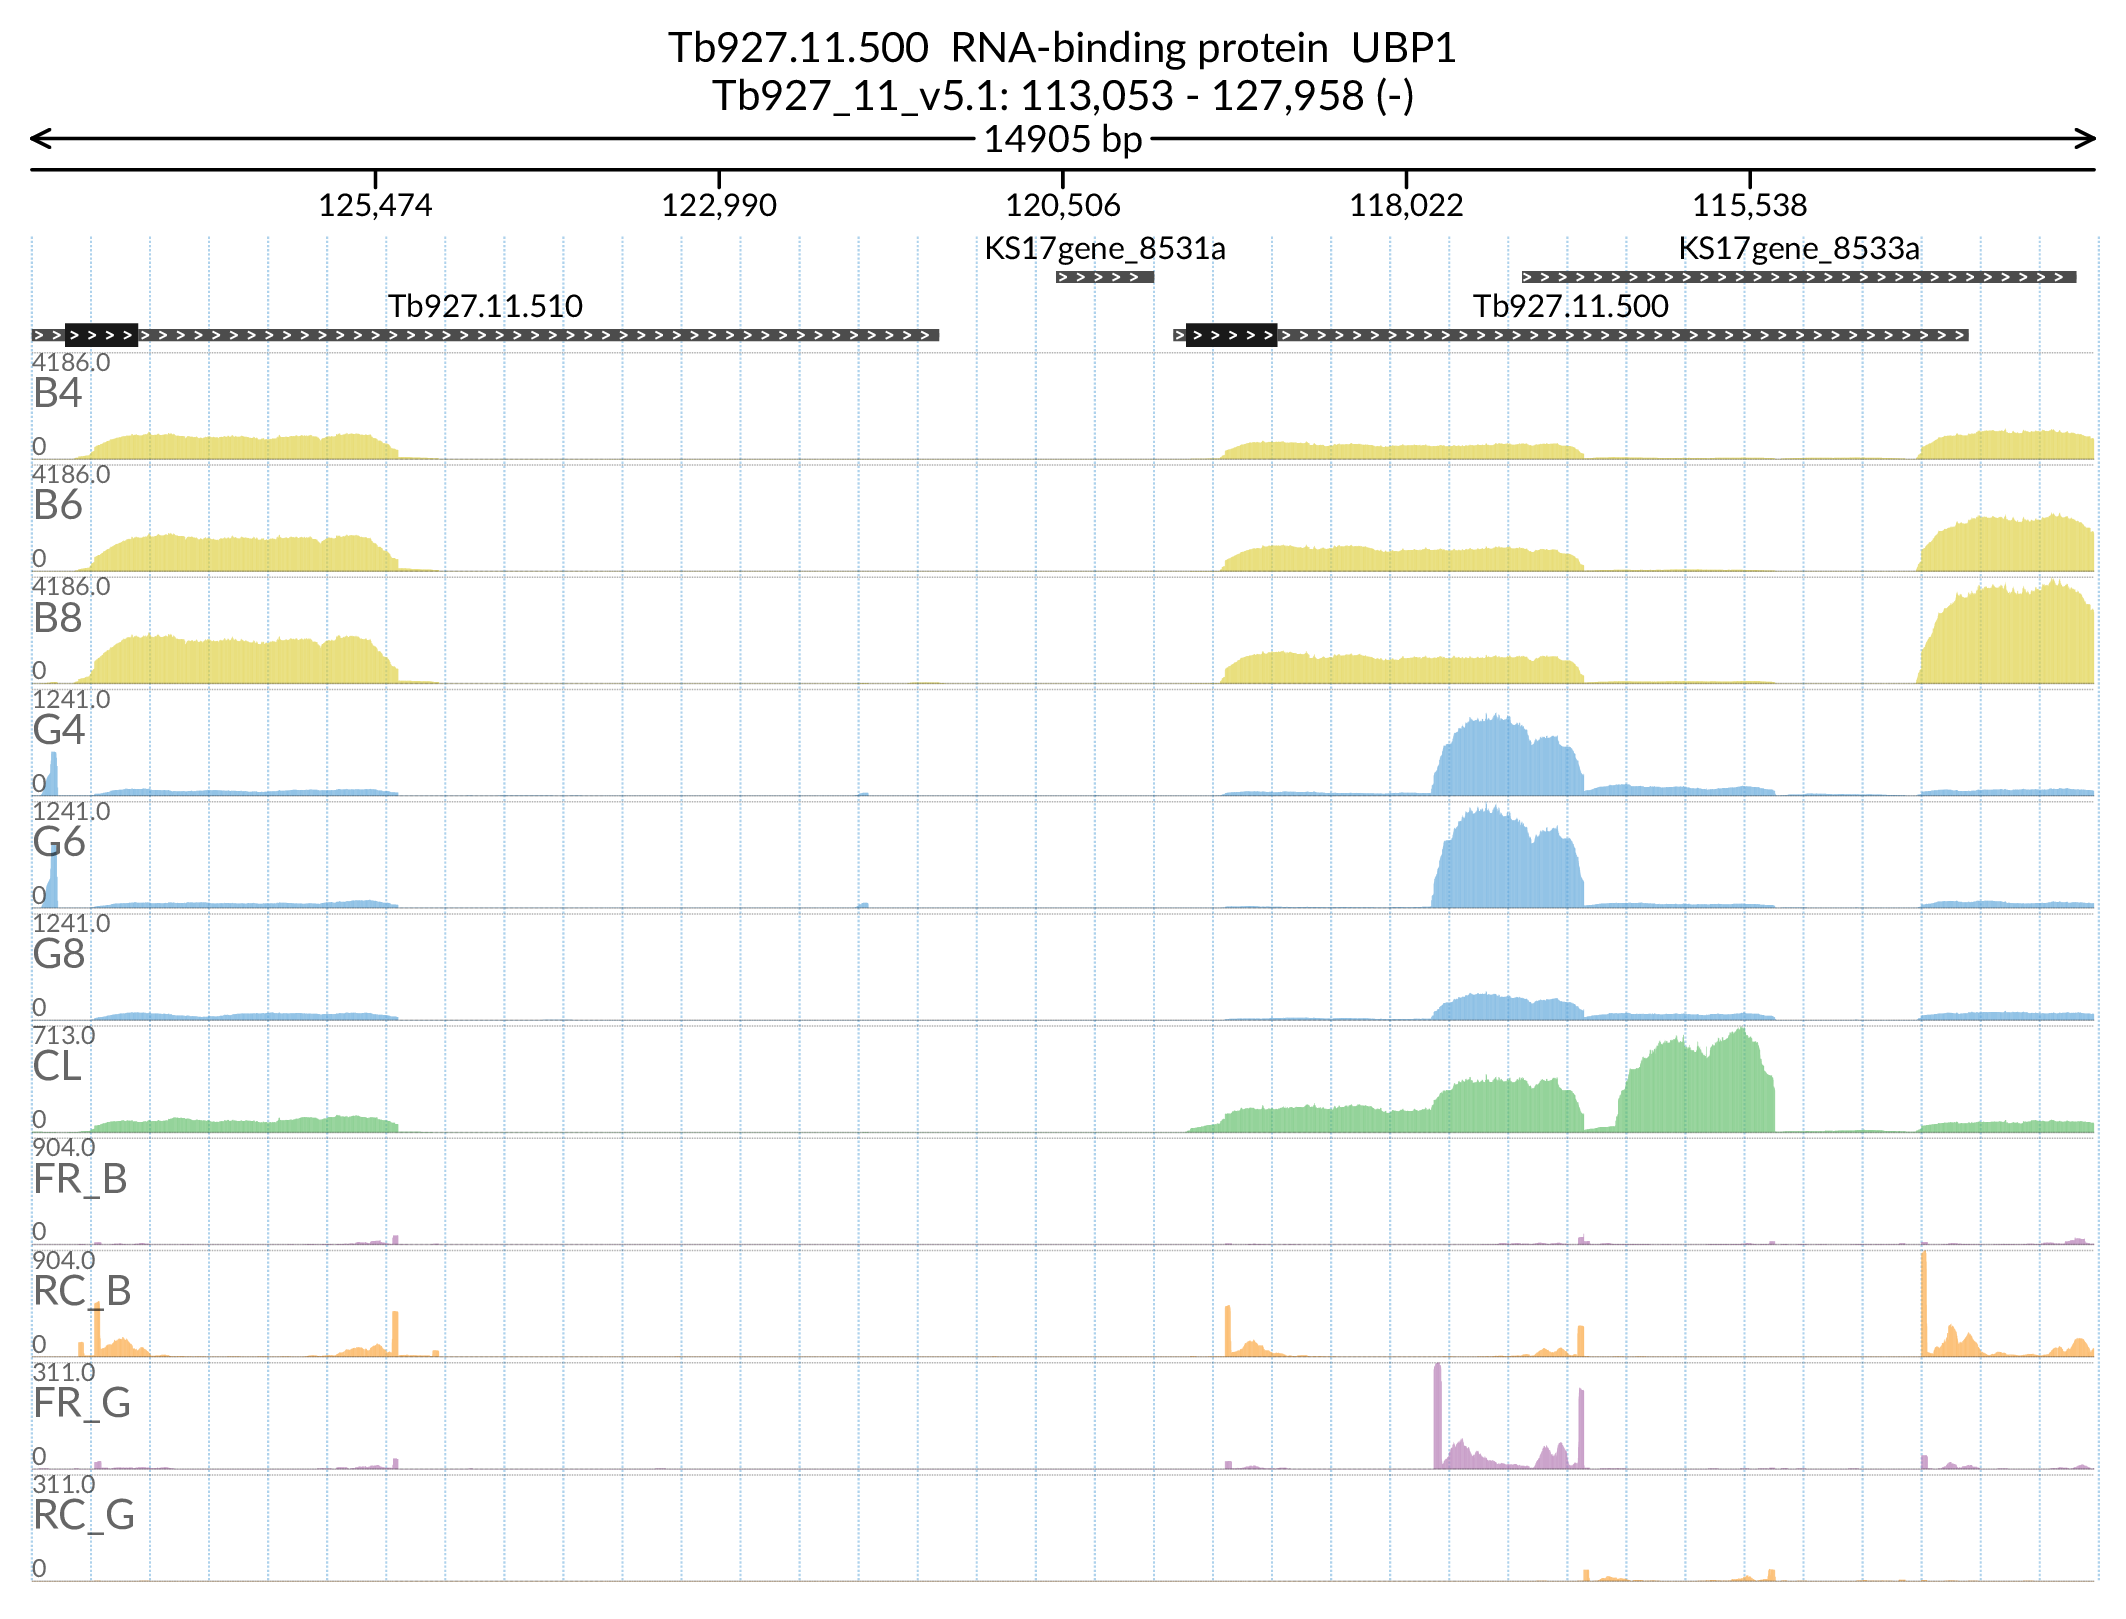 Tb927.11.500 RNA-binding protein UBP1
Tb927_11_v5.1: 113,053 - 127,958 (-)
14905 bp
125,474 122,990 120,506 118,022 115,538
KS17gene_8531a KS17gene_8533a
Tb927.11.510 Tb927.11.500
4186.0
B4
0
4186.0
B6
0
4186.0
B8
0
1241.0
G4
0
1241.0
G6
0
1241.0
G8
0
713.0
CL
0
904.0
FR_B
0
904.0
RC_B
0
311.0
FR_G
0
311.0
RC_G
0